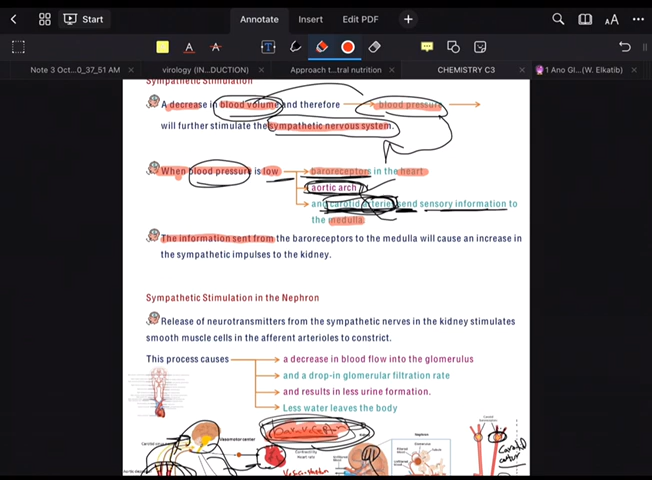 Start
Annotate
Insert
Edit PDF
AA
T
Note 3 Oct...0_37_51 AM
virology (IN...DUCTION)
Approach t...tral nutrition
CHEMISTRY C3
1 Ano Gl...(W. Elkatib)
Sympathetic Stimulation
A decrease in blood volume and therefore blood pressure
will further stimulate the sympathetic nervous system.
When blood pressure is low baroreceptors in the heart
aortic arch
and carotid arteries send sensory information to
the medulla
The information sent from the baroreceptors to the medulla will cause an increase in
the sympathetic impulses to the kidney.
Sympathetic Stimulation in the Nephron
Release of neurotransmitters from the sympathetic nerves in the kidney stimulates
smooth muscle cells in the afferent arterioles to constrict.
This process causes a decrease in blood flow into the glomerulus
and a drop-in glomerular filtration rate
and results in less urine formation.
Less water leaves the body
Vasomotor center
Nephron
Heart rate